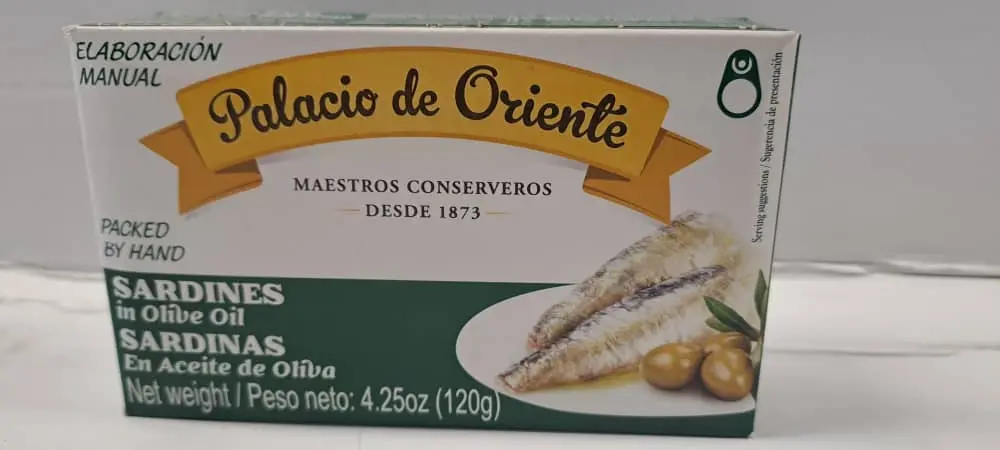 ELABORACIÓN
MANUAL
Palacio de Oriente
MAESTROS CONSERVEROS
DESDE 1873
PACKED
BY HAND
SARDINES
in Olive Oil
SARDINAS
En Aceite de Oliva
Net weight / Peso neto: 4.25oz (120g)
Serving suggestions / Sugerencia de presentación